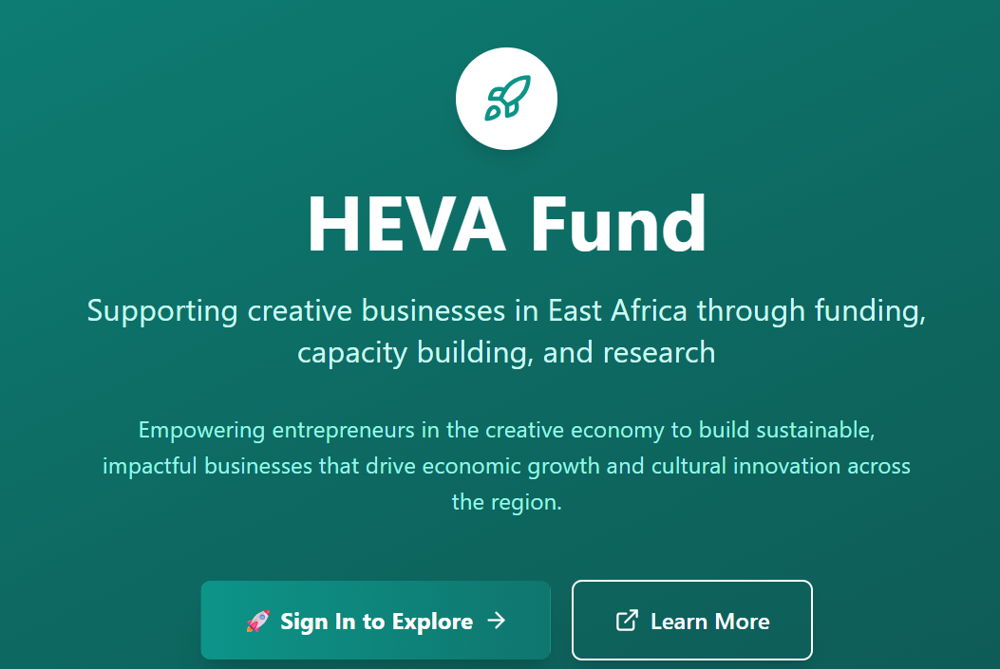 HEVA Fund
Supporting creative businesses in East Africa through funding,
capacity building, and research
Empowering entrepreneurs in the creative economy to build sustainable,
impactful businesses that drive economic growth and cultural innovation across
the region.
🚀 Sign In to Explore →
Learn More